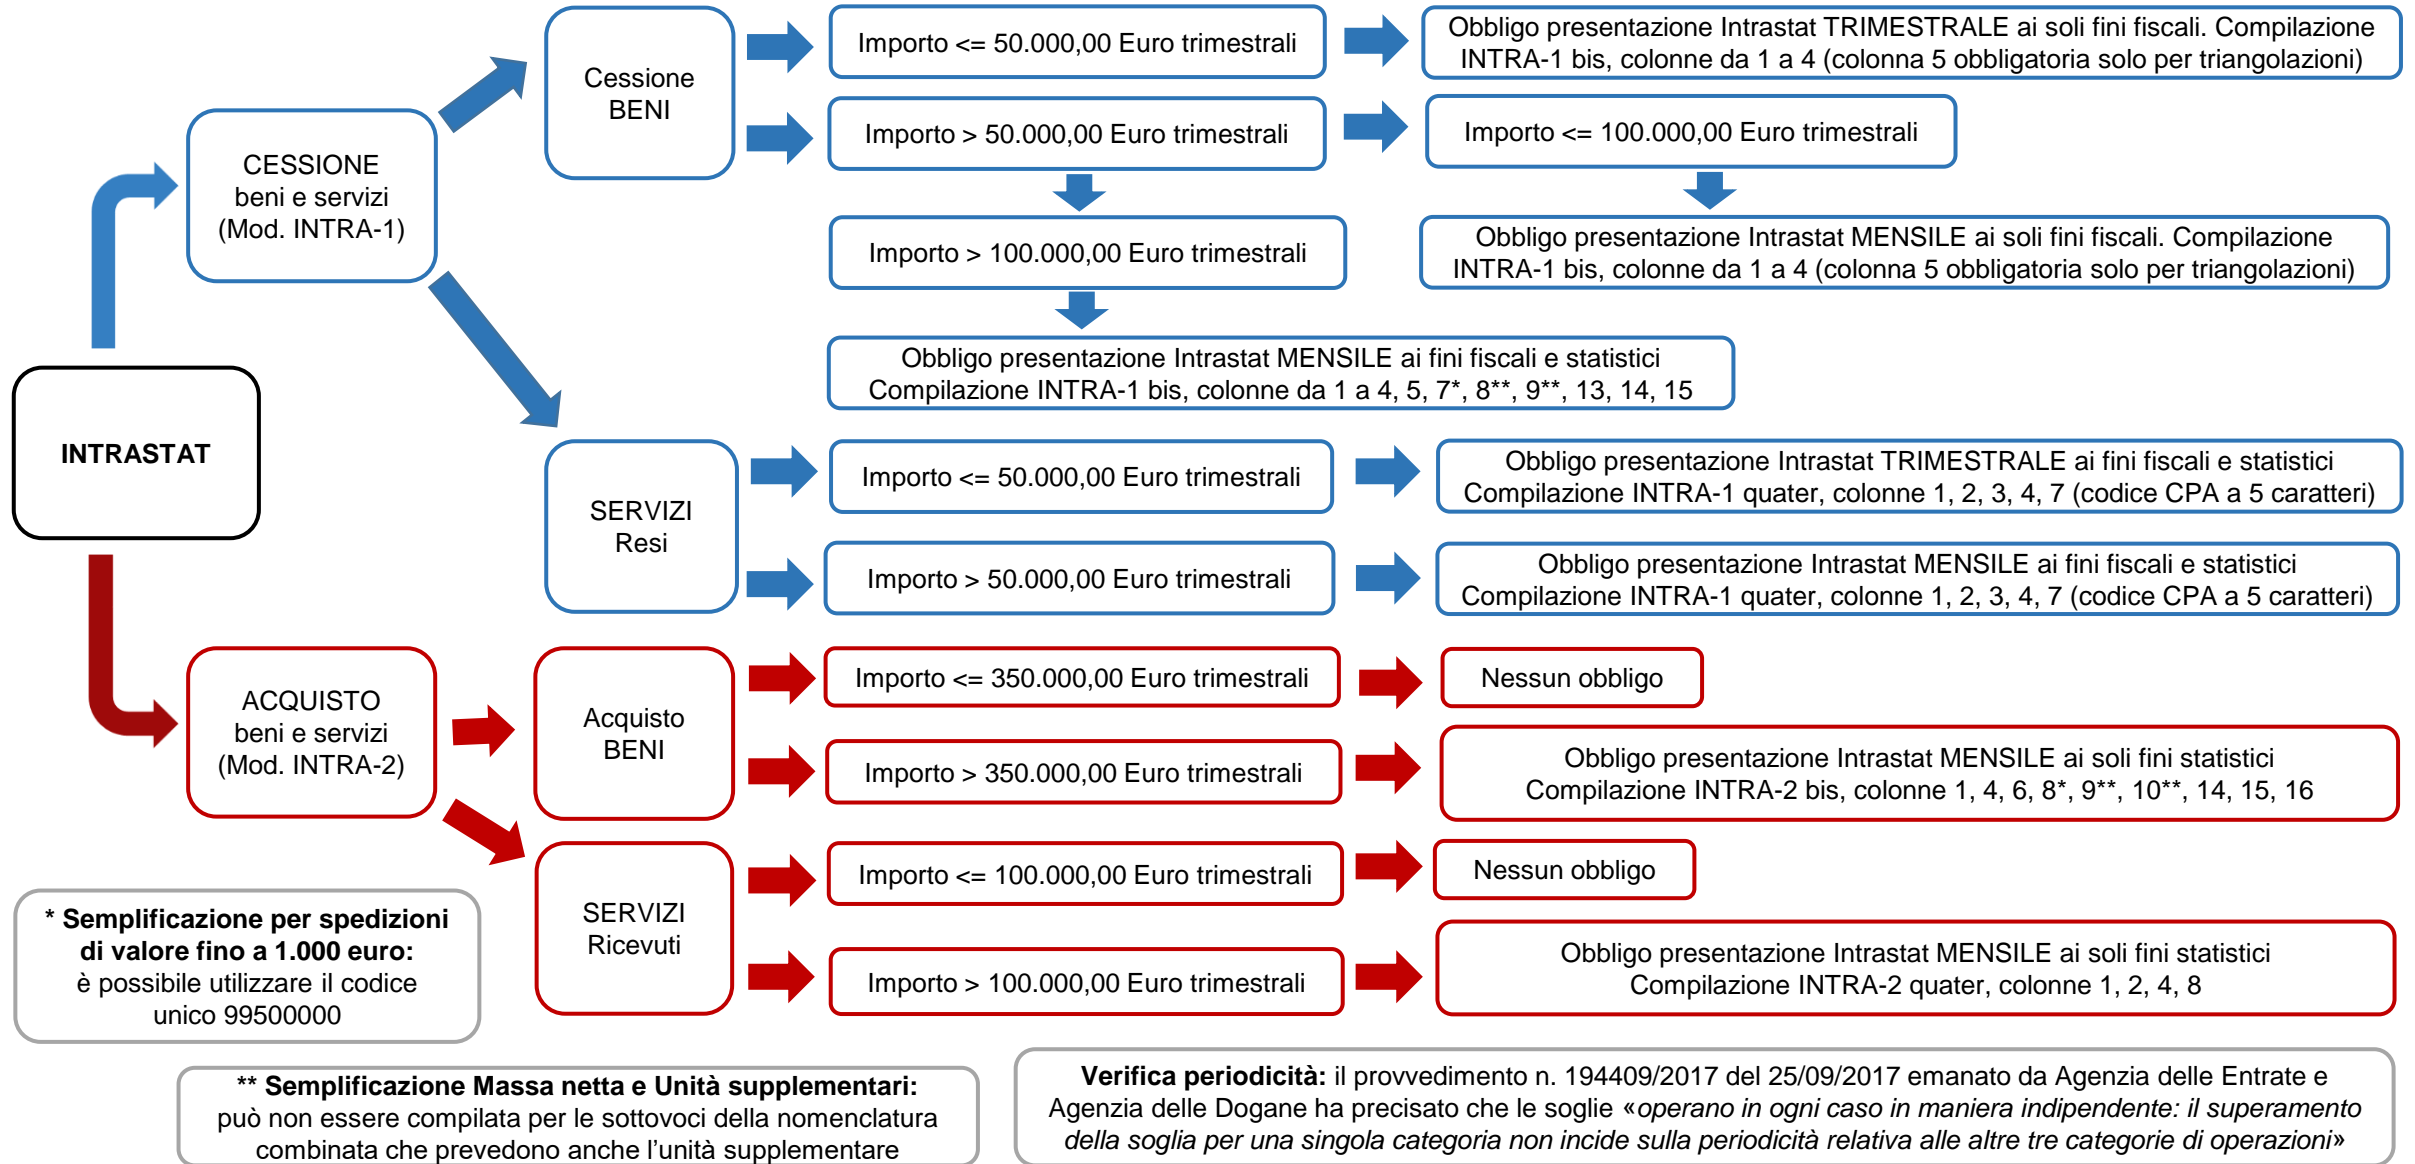 INTRASTAT
CESSIONE
beni e servizi
(Mod. INTRA-1)
Cessione
BENI
Importo <= 50.000,00 Euro trimestrali
Obbligo presentazione Intrastat TRIMESTRALE ai soli fini fiscali. Compilazione
INTRA-1 bis, colonne da 1 a 4 (colonna 5 obbligatoria solo per triangolazioni)
Importo > 50.000,00 Euro trimestrali
Importo <= 100.000,00 Euro trimestrali
Importo > 100.000,00 Euro trimestrali
Obbligo presentazione Intrastat MENSILE ai soli fini fiscali. Compilazione
INTRA-1 bis, colonne da 1 a 4 (colonna 5 obbligatoria solo per triangolazioni)
Obbligo presentazione Intrastat MENSILE ai fini fiscali e statistici
Compilazione INTRA-1 bis, colonne da 1 a 4, 5, 7*, 8**, 9**, 13, 14, 15
SERVIZI
Resi
Importo <= 50.000,00 Euro trimestrali
Obbligo presentazione Intrastat TRIMESTRALE ai fini fiscali e statistici
Compilazione INTRA-1 quater, colonne 1, 2, 3, 4, 7 (codice CPA a 5 caratteri)
Importo > 50.000,00 Euro trimestrali
Obbligo presentazione Intrastat MENSILE ai fini fiscali e statistici
Compilazione INTRA-1 quater, colonne 1, 2, 3, 4, 7 (codice CPA a 5 caratteri)
ACQUISTO
beni e servizi
(Mod. INTRA-2)
Acquisto
BENI
Importo <= 350.000,00 Euro trimestrali
Nessun obbligo
Importo > 350.000,00 Euro trimestrali
Obbligo presentazione Intrastat MENSILE ai soli fini statistici
Compilazione INTRA-2 bis, colonne 1, 4, 6, 8*, 9**, 10**, 14, 15, 16
SERVIZI
Ricevuti
Importo <= 100.000,00 Euro trimestrali
Nessun obbligo
Importo > 100.000,00 Euro trimestrali
Obbligo presentazione Intrastat MENSILE ai soli fini statistici
Compilazione INTRA-2 quater, colonne 1, 2, 4, 8
* Semplificazione per spedizioni
di valore fino a 1.000 euro:
è possibile utilizzare il codice
unico 99500000
** Semplificazione Massa netta e Unità supplementari:
può non essere compilata per le sottovoci della nomenclatura
combinata che prevedono anche l'unità supplementare
Verifica periodicità: il provvedimento n. 194409/2017 del 25/09/2017 emanato da Agenzia delle Entrate e
Agenzia delle Dogane ha precisato che le soglie «operano in ogni caso in maniera indipendente: il superamento
della soglia per una singola categoria non incide sulla periodicità relativa alle altre tre categorie di operazioni»